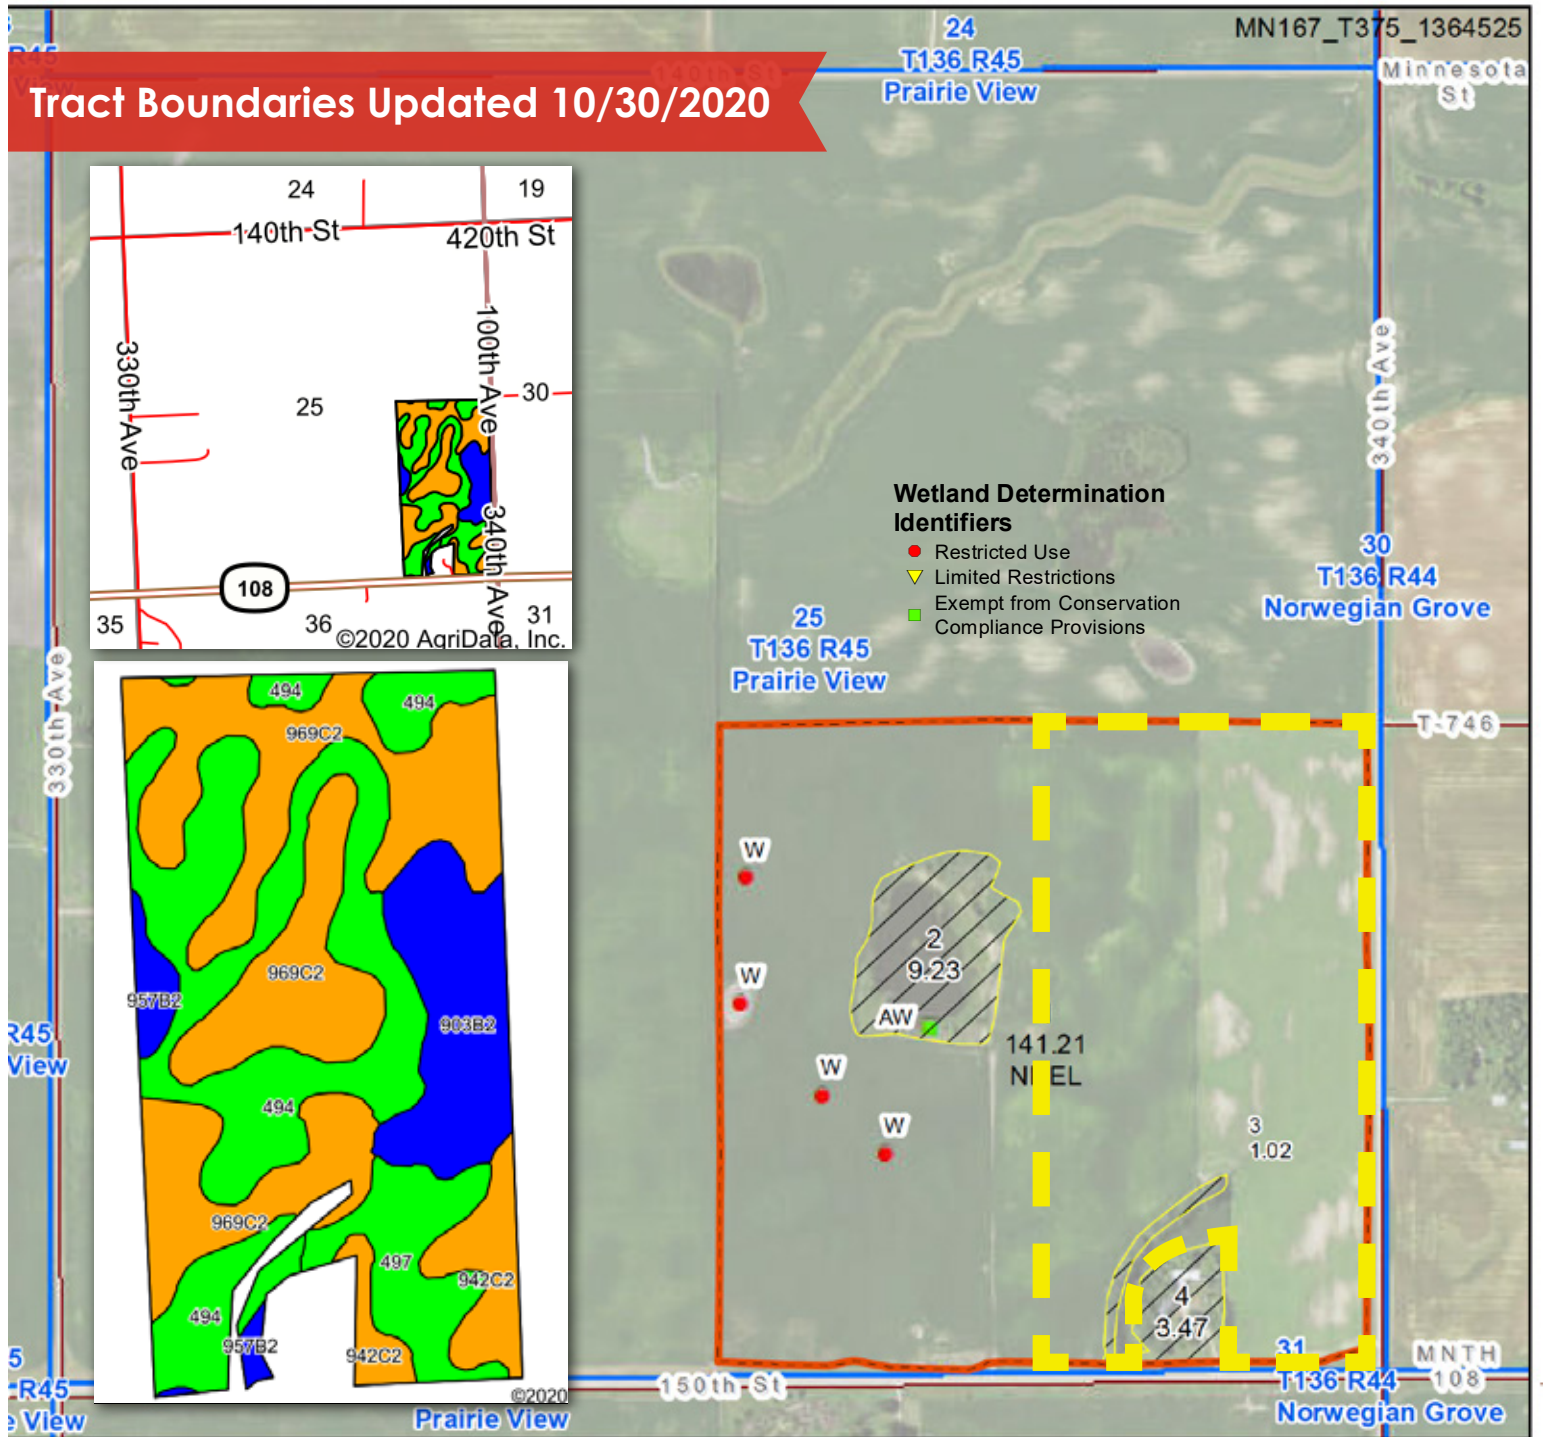 24
T136 R45
Prairie View
MN167_T375_1364525
R45
View
140th St
Minnesota
St
Tract Boundaries Updated 10/30/2020
24
19
140th St
420th St
330th Ave
100th Ave
25
30
340th Ave
108
35
36
31
©2020 AgriData, Inc.
340th Ave
Wetland Determination
Identifiers
Restricted Use
Limited Restrictions
Exempt from Conservation
Compliance Provisions
30
T136 R44
Norwegian Grove
25
T136 R45
Prairie View
330th Ave
494
494
969C2
969C2
957B2
903B2
494
969C2
497
942C2
494
957B2
942C2
©2020
T-746
W
W
2
9.23
AW
141.21
W
W
3
1.02
4
3.47
R45
View
5
R45
e View
Prairie View
150th St
31
T136 R44
Norwegian Grove
MNTH
108